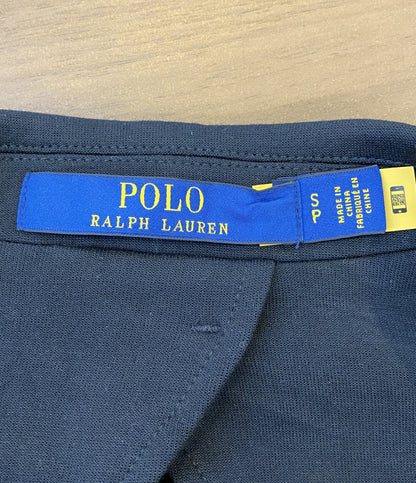 POLO
RALPH LAUREN
S
P
MADE IN
CHINA
FABRIQUÉ EN
CHINE